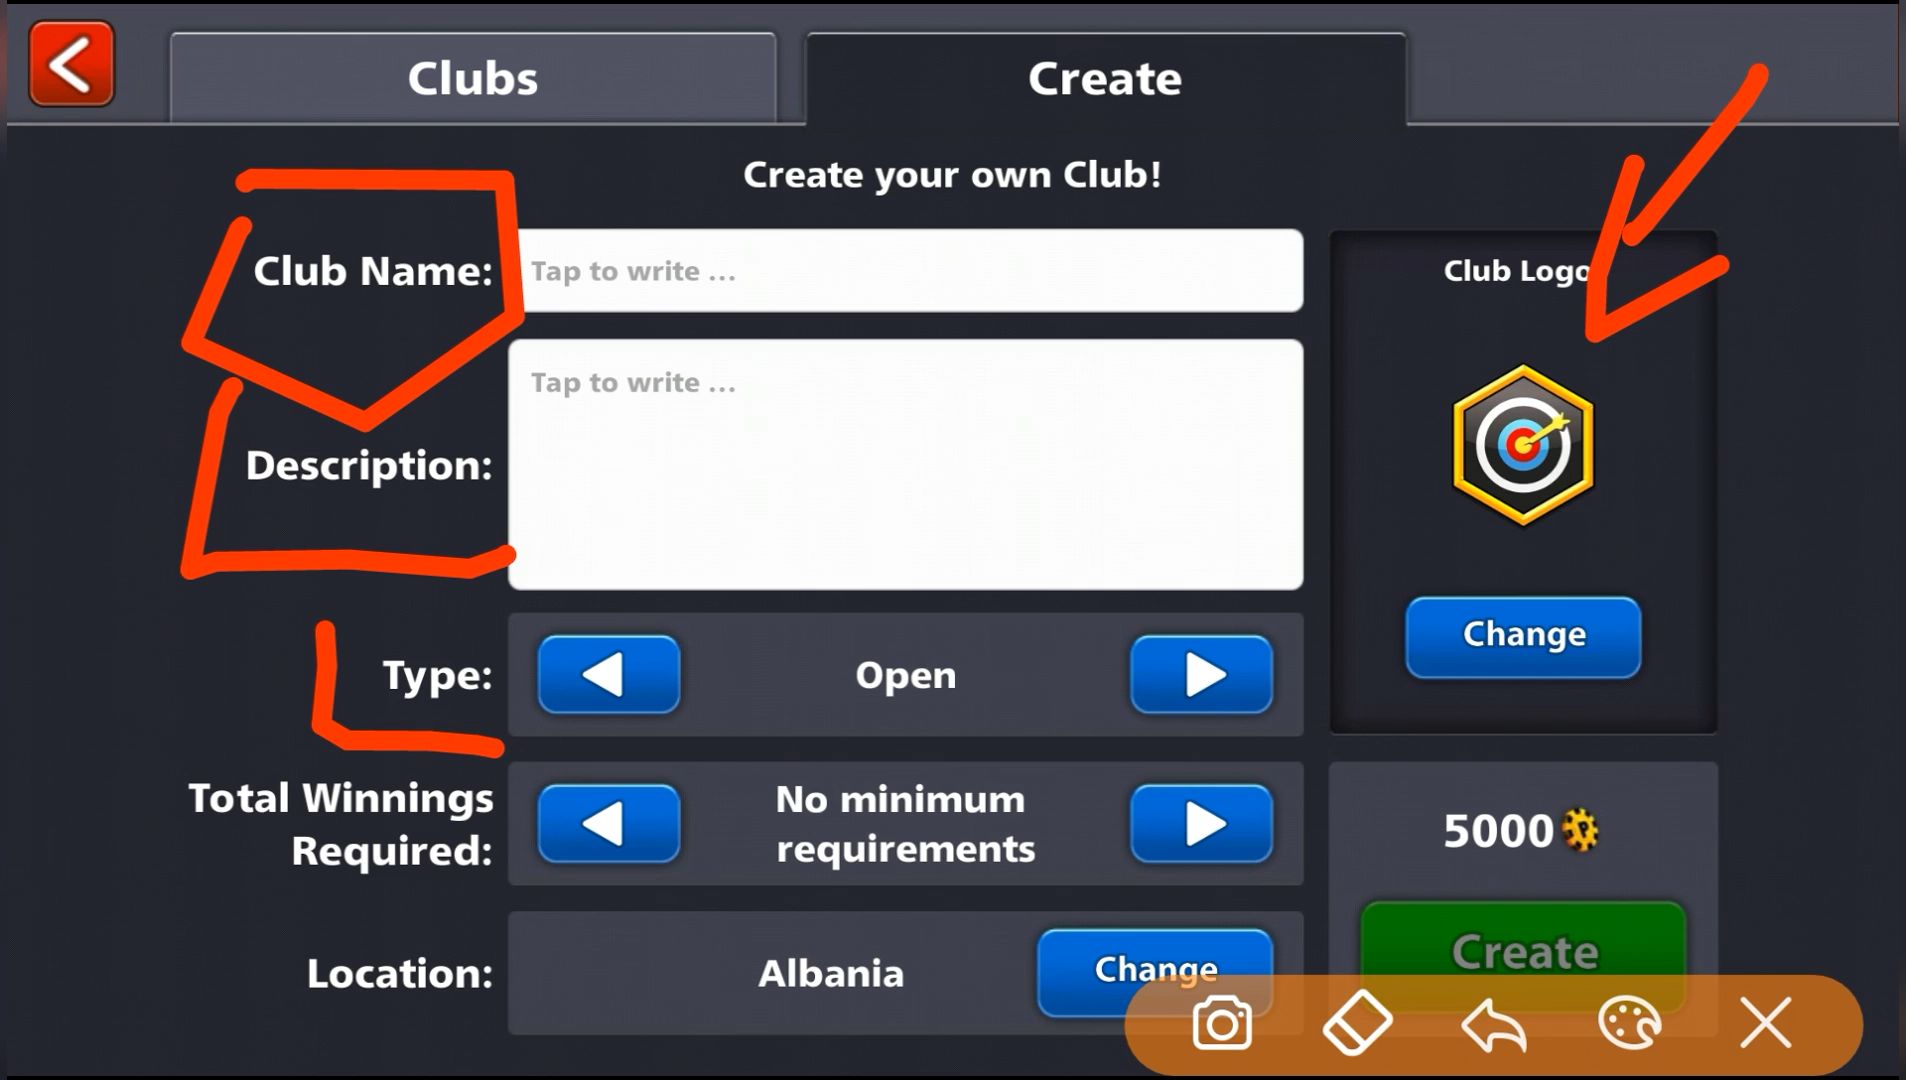 Clubs
Create
Create your own Club!
Club Name:
Tap to write ...
Club Logo
Description:
Tap to write ...
Type:
Open
Change
Total Winnings
Required:
No minimum
requirements
5000
Location:
Albania
Change
Create